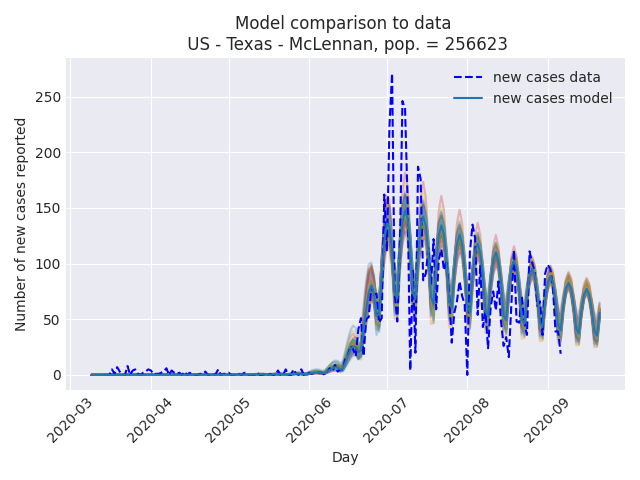 Model comparison to data
US - Texas - McLennan, pop. = 256623
new cases data
new cases model
Number of new cases reported
250
200
150
100
50
0
2020-03
2020-04
2020-05
2020-06
2020-07
2020-08
2020-09
Day